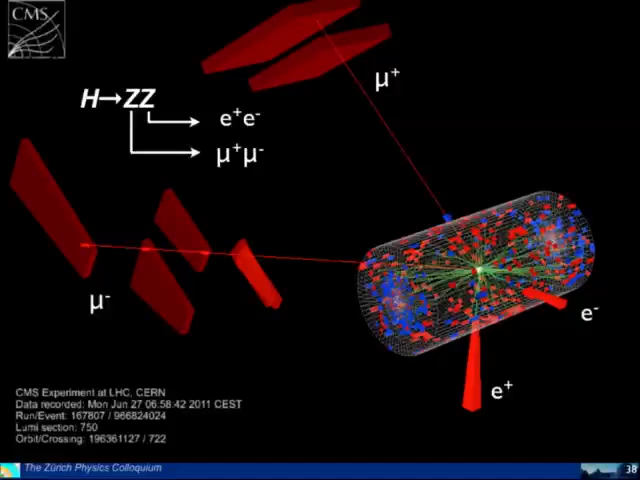 CMS
H→ZZ
e⁺e⁻
μ⁺μ⁻
μ⁺
μ⁻
e⁻
e⁺
CMS Experiment at LHC, CERN
Data recorded: Mon Jun 27 06:58:42 2011 CEST
Run/Event: 167807 / 966824024
Lumi section: 750
Orbit/Crossing: 196361127 / 722
The Zürich Physics Colloquium
38